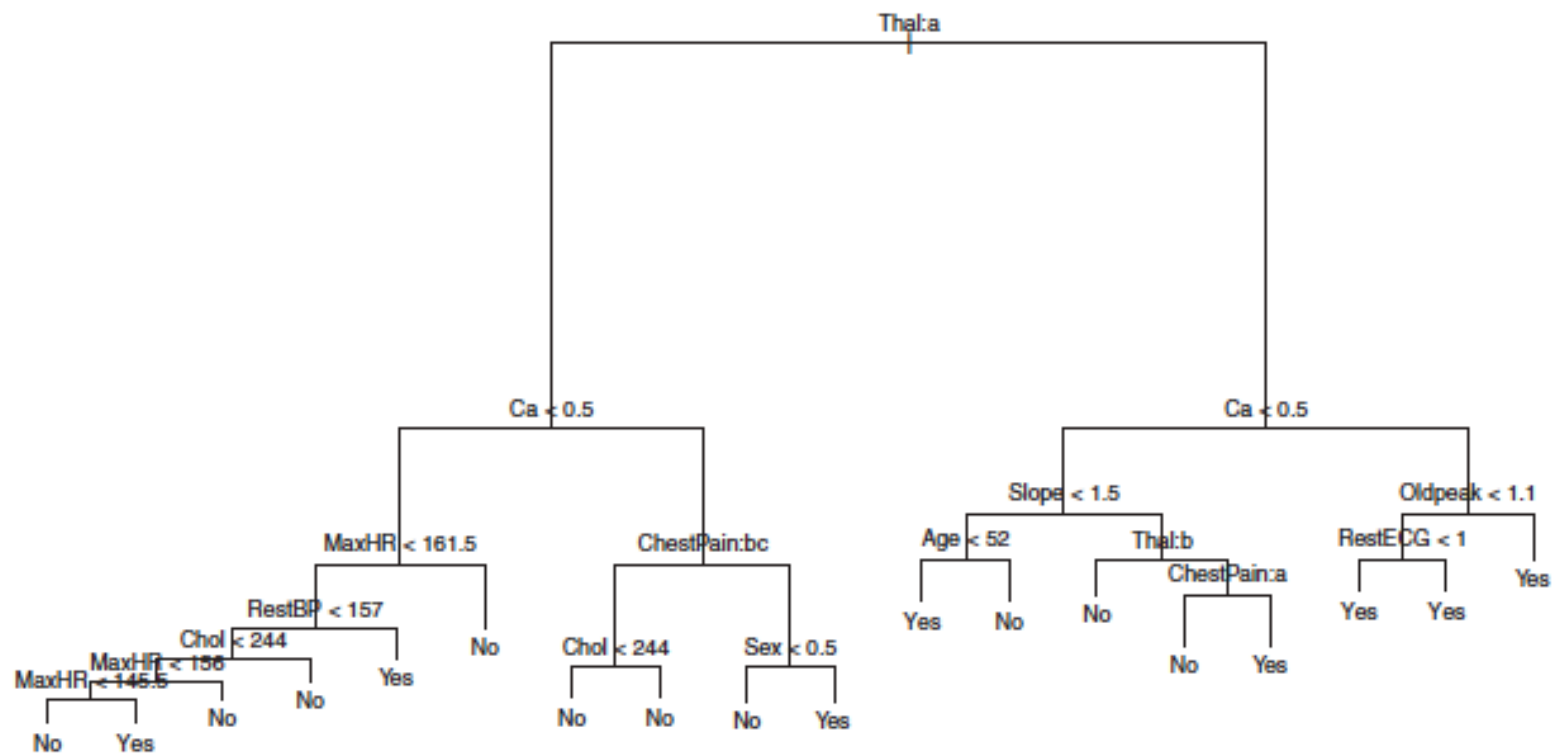 Thal:a
Ca < 0.5
Ca < 0.5
Slope < 1.5
Oldpeak < 1.1
MaxHR < 161.5
ChestPain:bc
Age < 52
Thal:b
RestECG < 1
ChestPain:a
Yes
RestBP < 157
Yes
No
No
Yes
Yes
Chol < 244
No
Chol < 244
Sex < 0.5
MaxHR < 156
No
Yes
MaxHR < 145.5
Yes
No
No
No
No
No
Yes
No
Yes